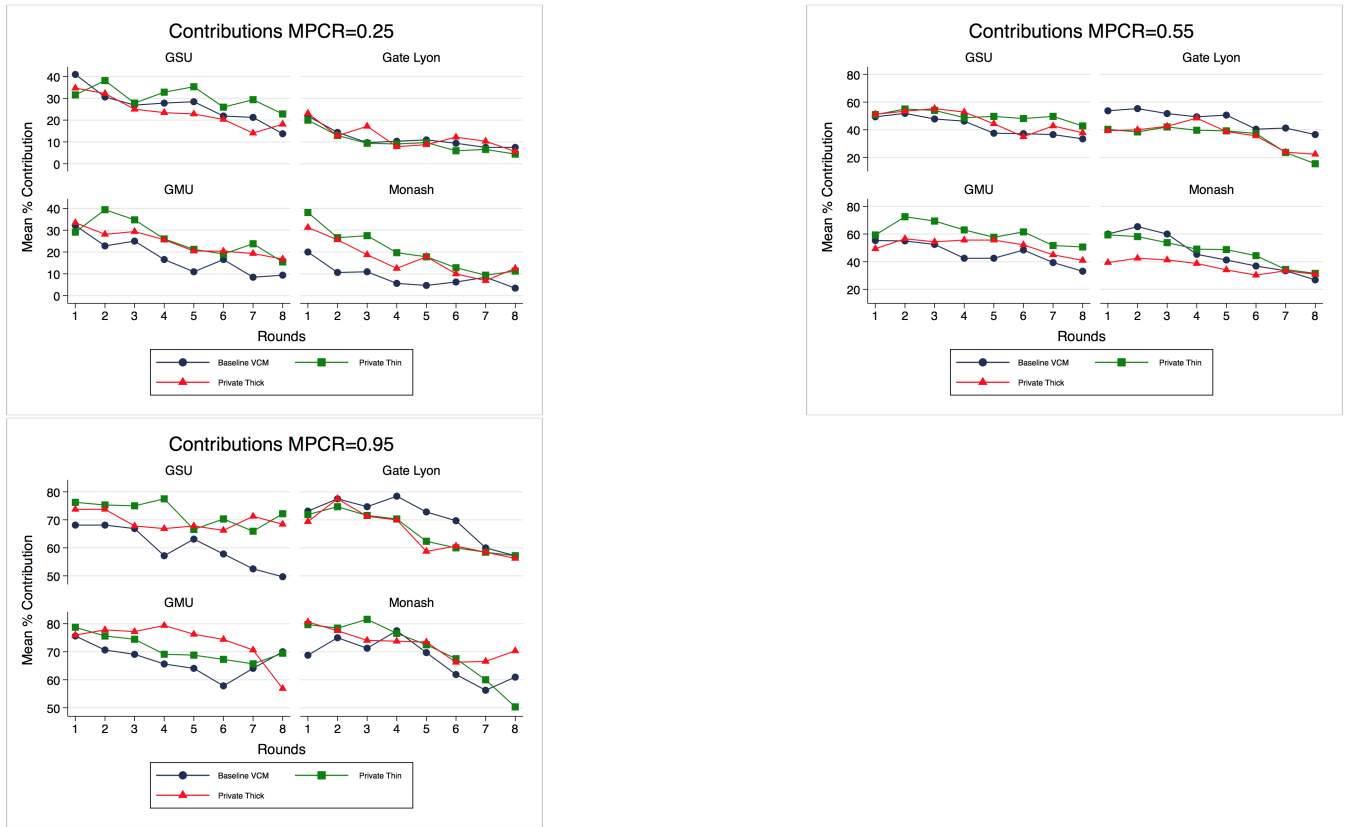 Contributions MPCR=0.25
GSU
Gate Lyon
40
30
20
10
0
GMU
Monash
40
30
20
10
0
Mean % Contribution
1 2 3 4 5 6 7 8 1 2 3 4 5 6 7 8
Rounds
Baseline VCM
Private Thin
Private Thick
Contributions MPCR=0.55
GSU
Gate Lyon
80
60
40
20
GMU
Monash
80
60
40
20
Mean % Contribution
1 2 3 4 5 6 7 8 1 2 3 4 5 6 7 8
Rounds
Baseline VCM
Private Thin
Private Thick
Contributions MPCR=0.95
GSU
Gate Lyon
80
70
60
50
GMU
Monash
80
70
60
50
Mean % Contribution
1 2 3 4 5 6 7 8 1 2 3 4 5 6 7 8
Rounds
Baseline VCM
Private Thin
Private Thick